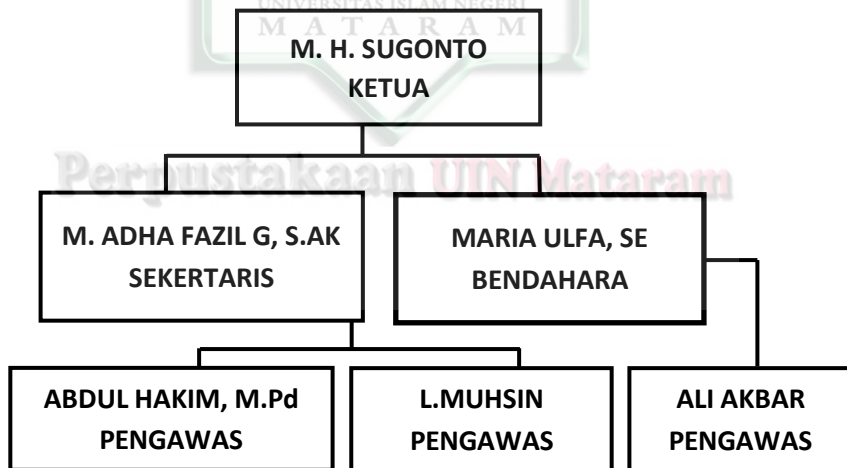 UNIVERSITAS ISLAM NEGERI
MATARAM
M. H. SUGONTO
KETUA
Perpustakaan UIN Mataram
M. ADHA FAZIL G, S.AK
SEKERTARIS
MARIA ULFA, SE
BENDAHARA
ABDUL HAKIM, M.Pd
PENGAWAS
L.MUHSIN
PENGAWAS
ALI AKBAR
PENGAWAS